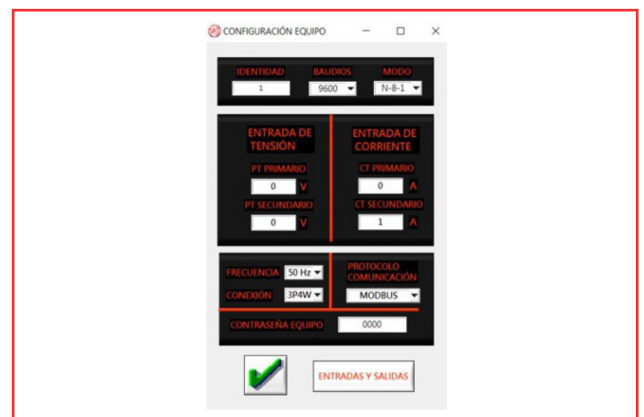 CONFIGURACIÓN EQUIPO
IDENTIDAD BAUDIOS MODO
1 9600 N-8-1
ENTRADA DE
TENSIÓN
PT PRIMARIO
0 V
PT SECUNDARIO
0 V
ENTRADA DE
CORRIENTE
CT PRIMARIO
0 A
CT SECUNDARIO
1 A
FRECUENCIA 50 Hz
CONEXIÓN 3P4W
PROTOCOLO
COMUNICACIÓN
MODBUS
CONTRASEÑA EQUIPO 0000
ENTRADAS Y SALIDAS